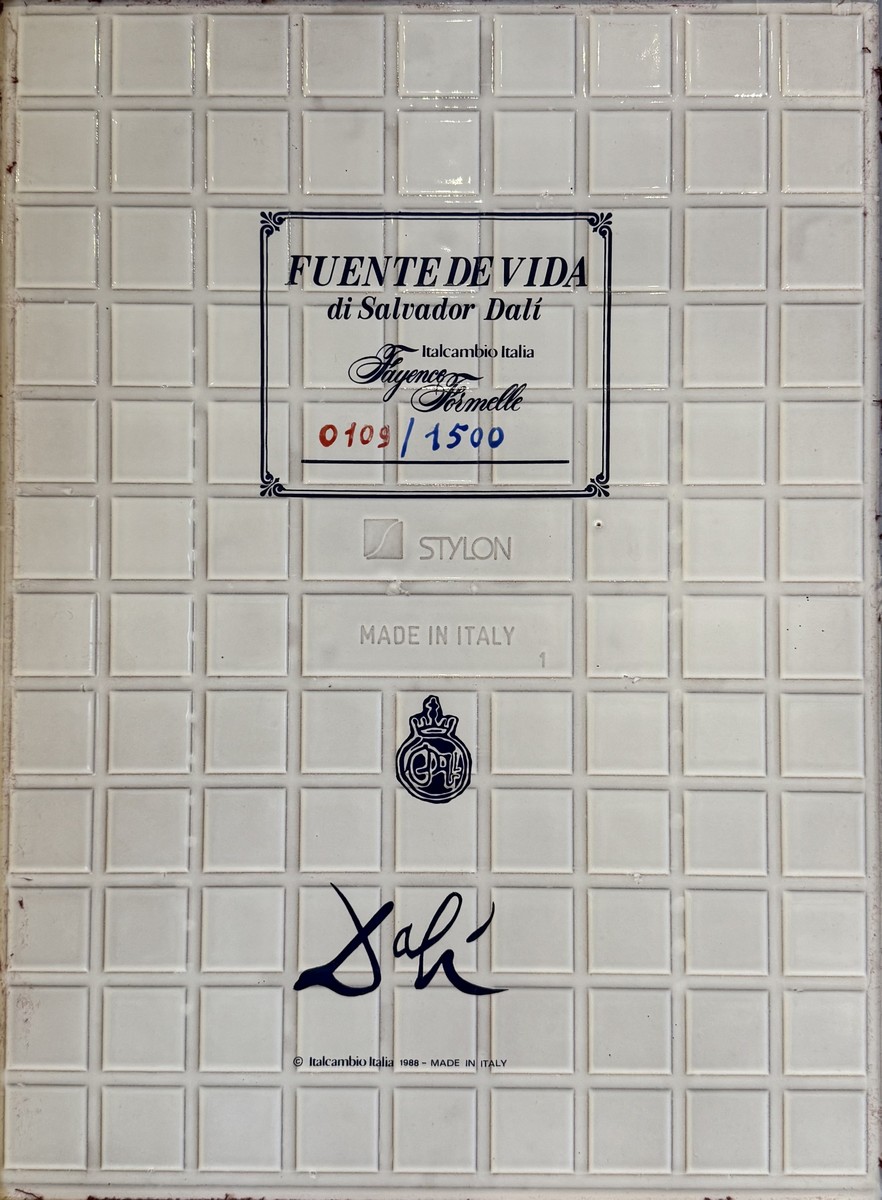 FUENTE DE VIDA
di Salvador Dalí
Italcambio Italia
Fayence
Formelle
0109/1500
STYLON
MADE IN ITALY
1
Dalí
© Italcambio Italia 1988 - MADE IN ITALY